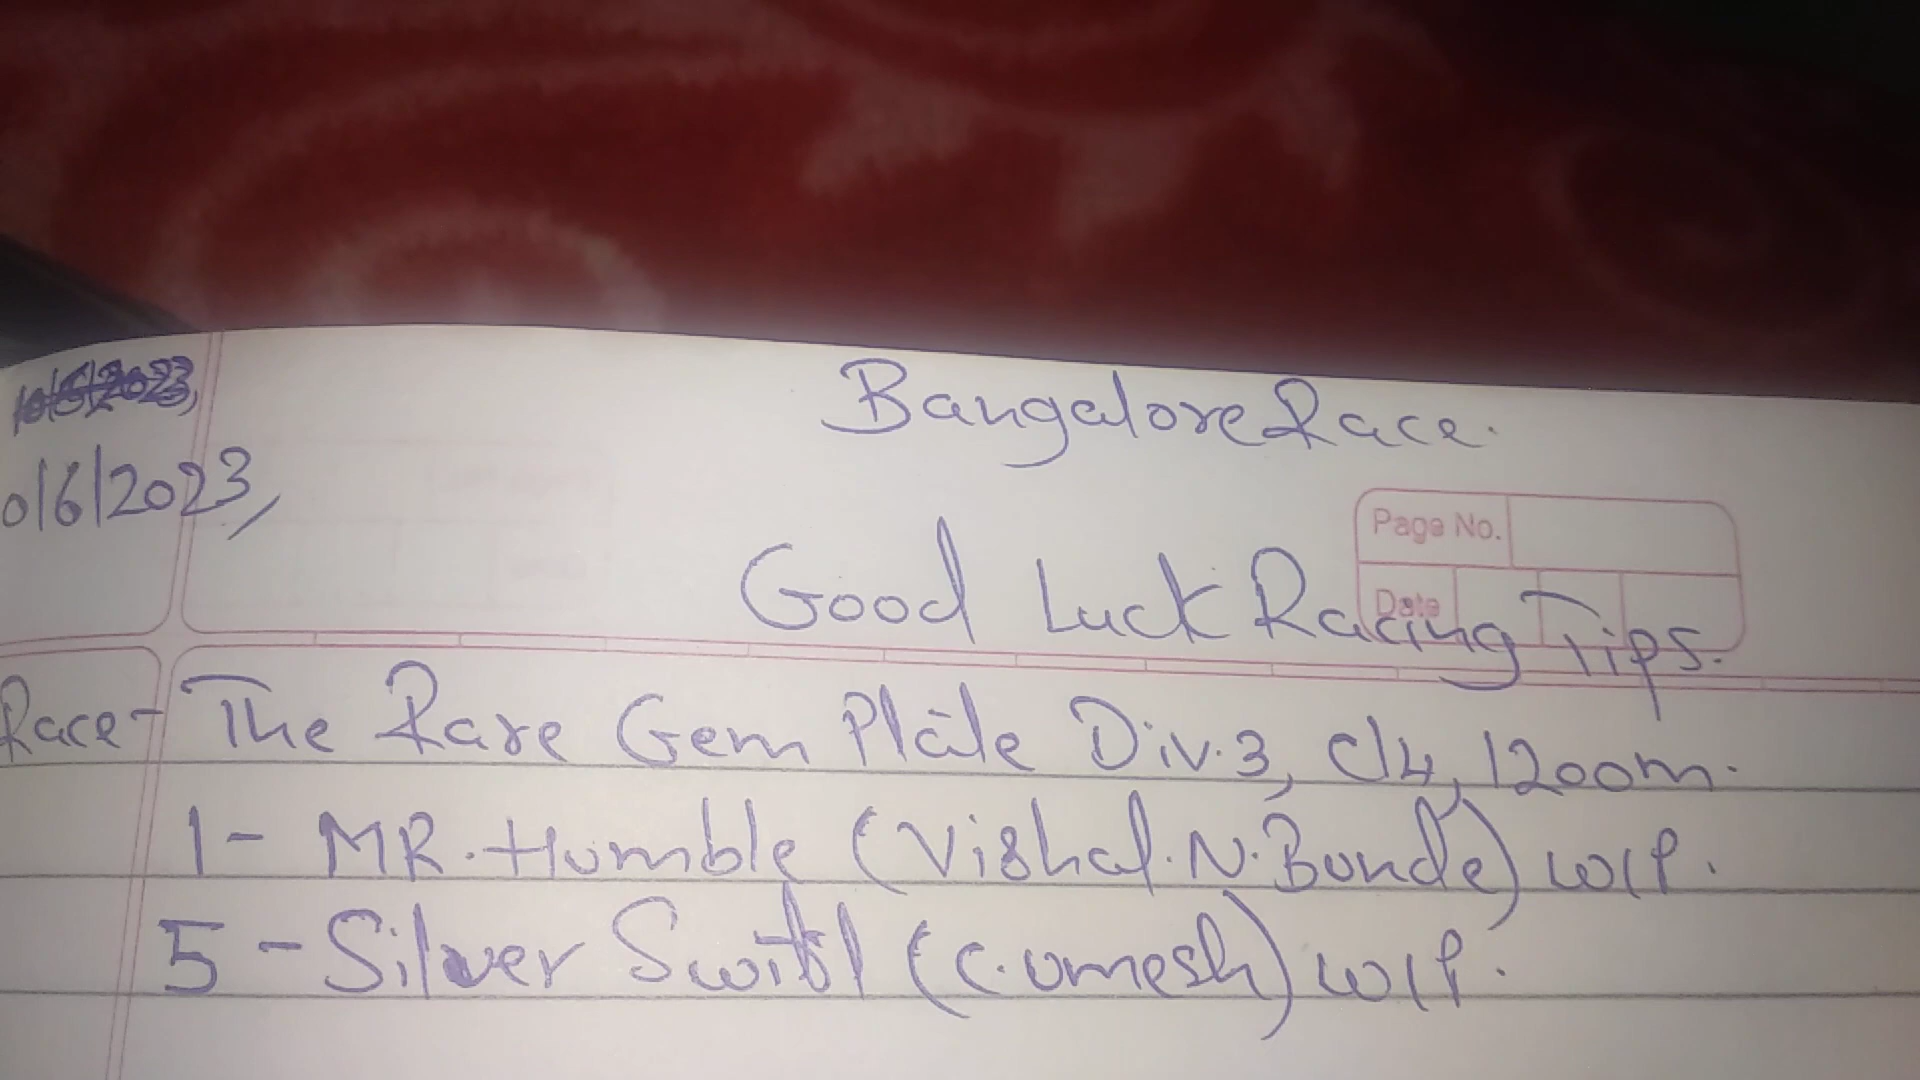 Bangalore Race.
0/6/2023,
Page No.
Good Luck Racing Tips.
Date
Race- The Rare Gem Plate Div.3, C/4, 1200m.
1- MR. Humble (Vishal.N.Bunde) W/P.
5- Silver (C.Umesh) W/P.